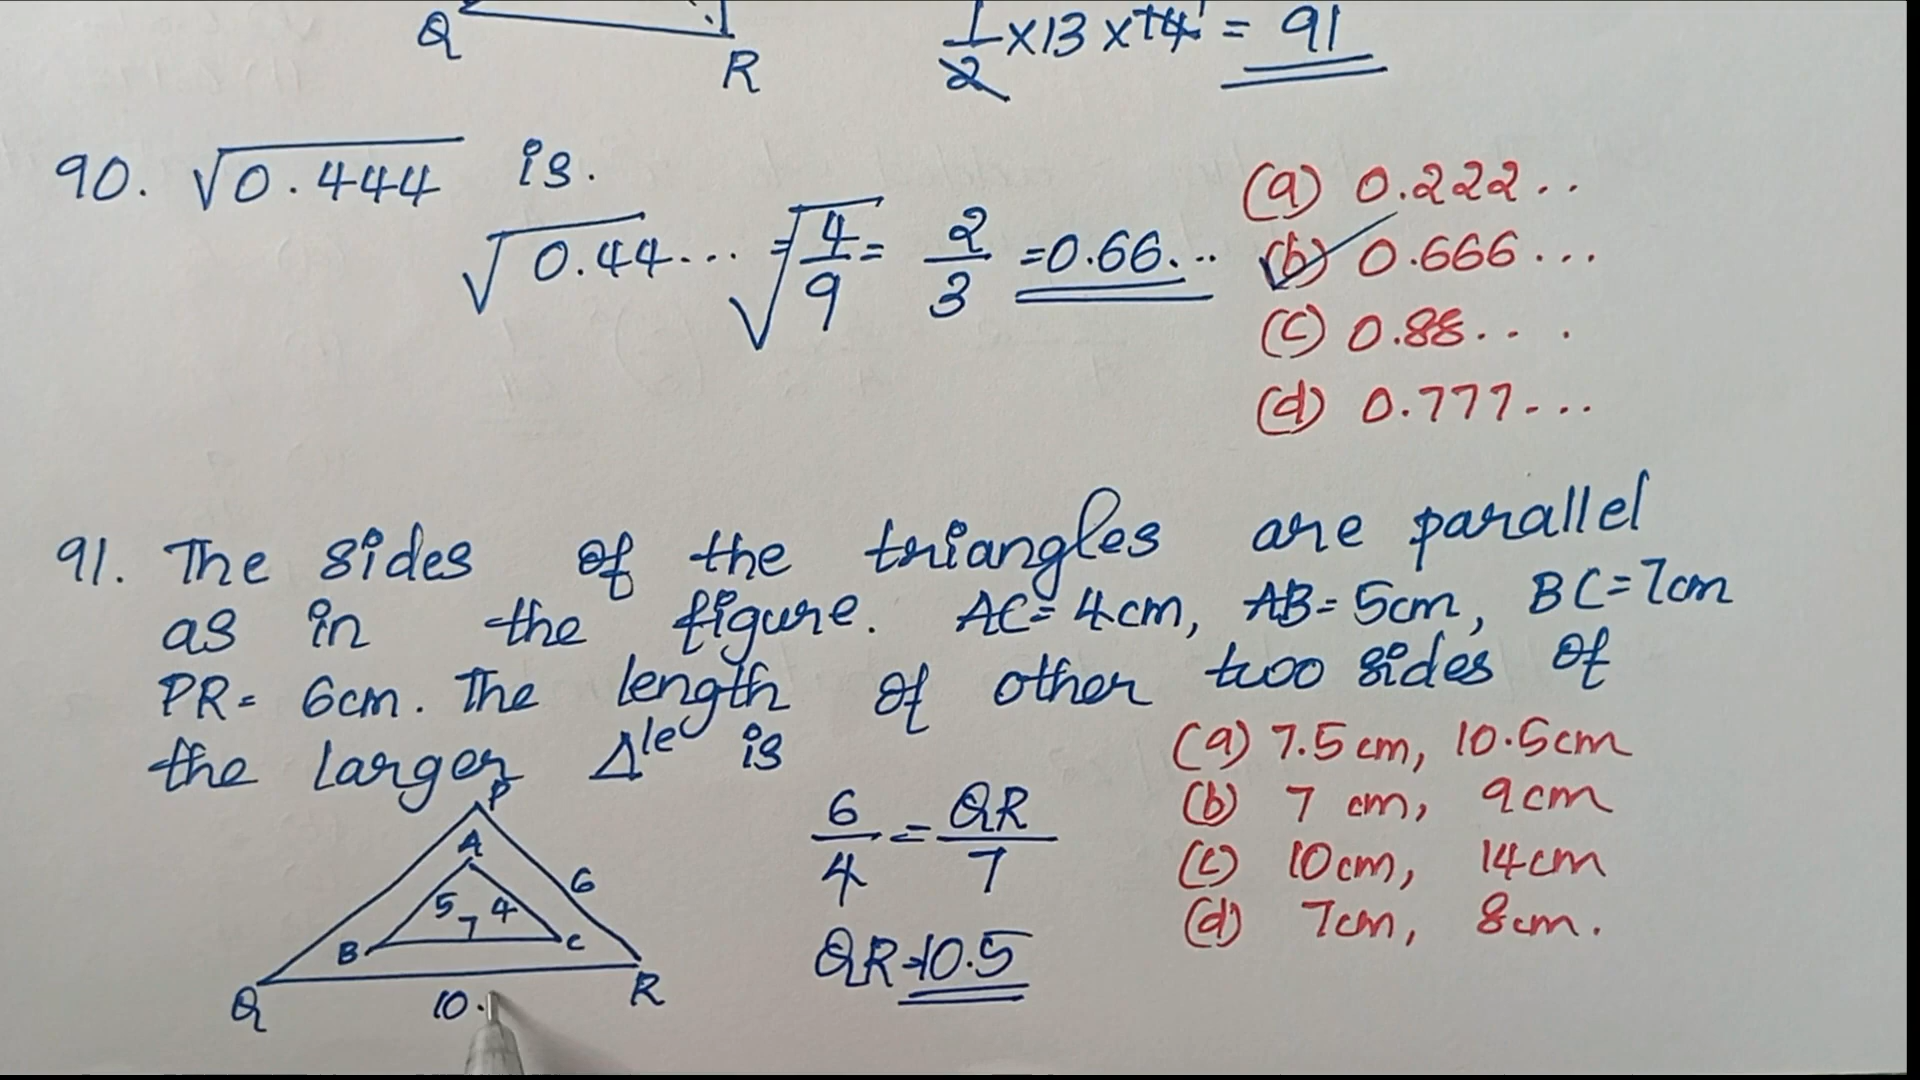 Q
R
1/2 × 13 × 14 = 91
90. √0.444 is.
√0.44... = √4/9 = 2/3 = 0.66...
(a) 0.222..
(b) 0.666...
(c) 0.88...
(d) 0.777...
91. The sides of the triangles are parallel
as in the figure. AC = 4cm, AB = 5cm, BC = 7cm
PR = 6cm. The length of other two sides of
the larger Δle is
(a) 7.5cm, 10.5cm
(b) 7 cm, 9cm
(c) 10cm, 14cm
(d) 7cm, 8cm.
P
A
6
5 4
7
B C
Q R
10.
6/4 = QR/7
QR = 10.5